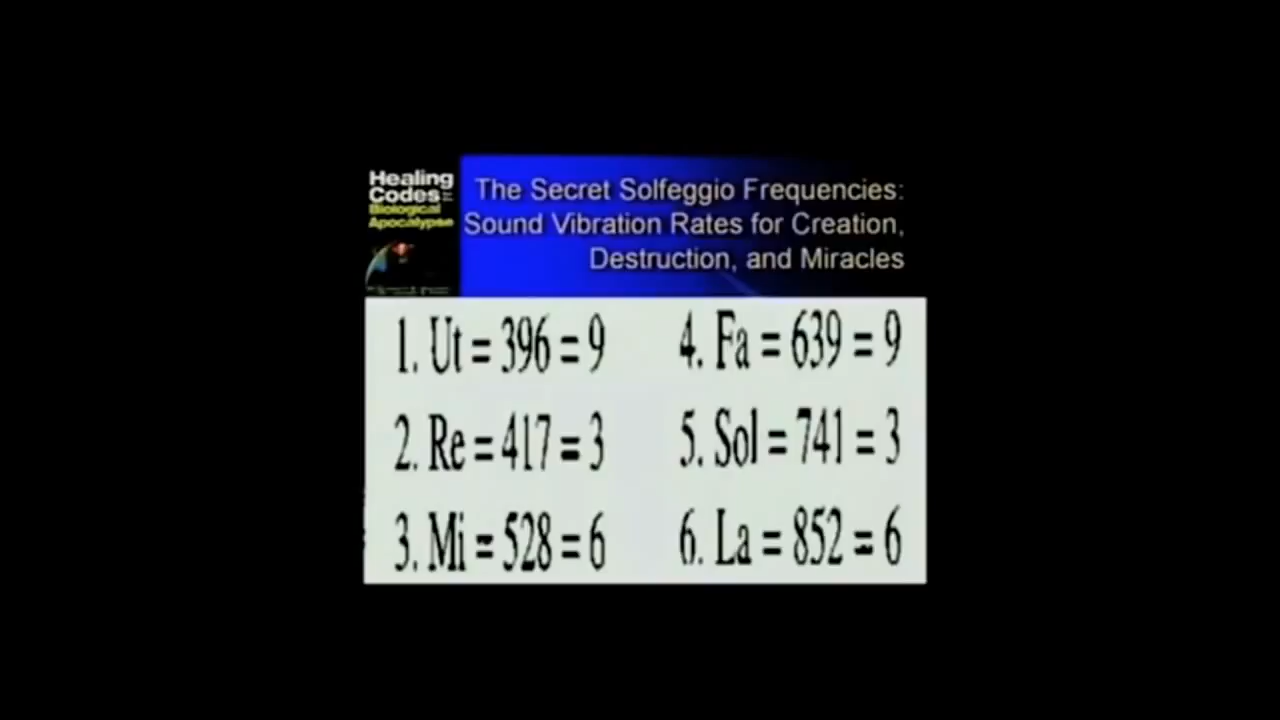 Healing
Codes
Biological
Apocalypse
The Secret Solfeggio Frequencies:
Sound Vibration Rates for Creation,
Destruction, and Miracles
1. Ut = 396 = 9
2. Re = 417 = 3
3. Mi = 528 = 6
4. Fa = 639 = 9
5. Sol = 741 = 3
6. La = 852 = 6